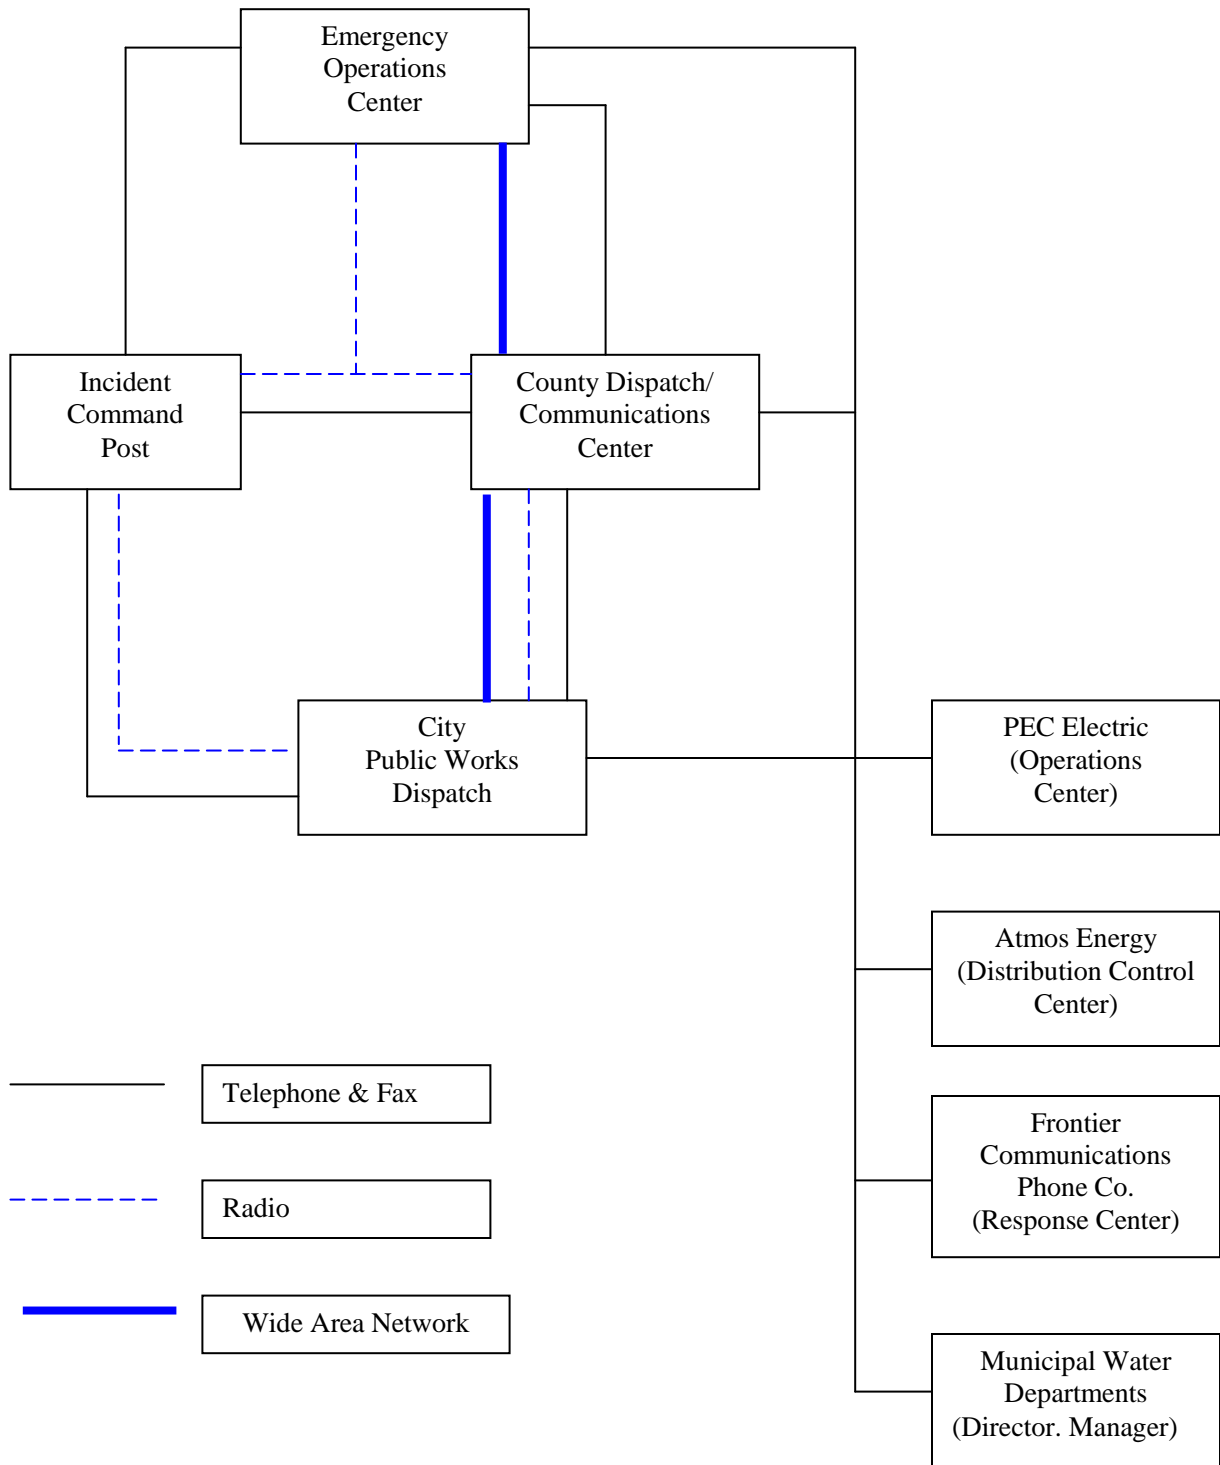 Emergency
Operations
Center
Incident
Command
Post
County Dispatch/
Communications
Center
City
Public Works
Dispatch
PEC Electric
(Operations
Center)
Atmos Energy
(Distribution Control
Center)
Telephone & Fax
Frontier
Communications
Phone Co.
(Response Center)
Radio
Wide Area Network
Municipal Water
Departments
(Director. Manager)